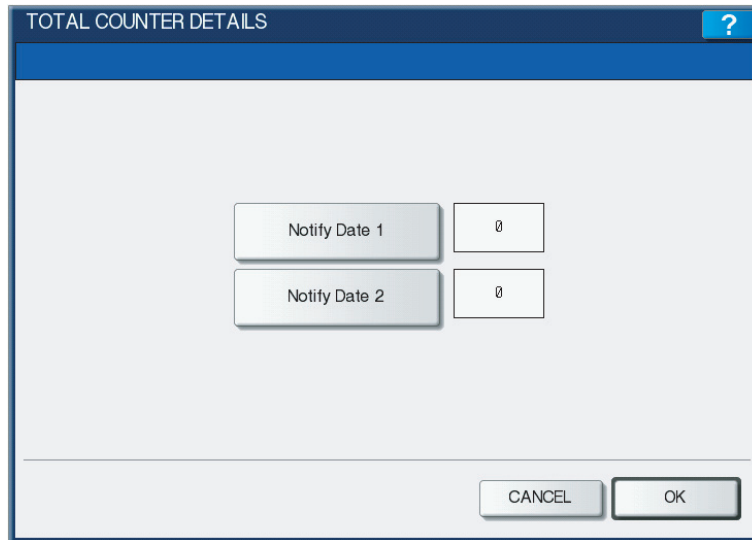 TOTAL COUNTER DETAILS
?
Notify Date 1
0
Notify Date 2
0
CANCEL
OK